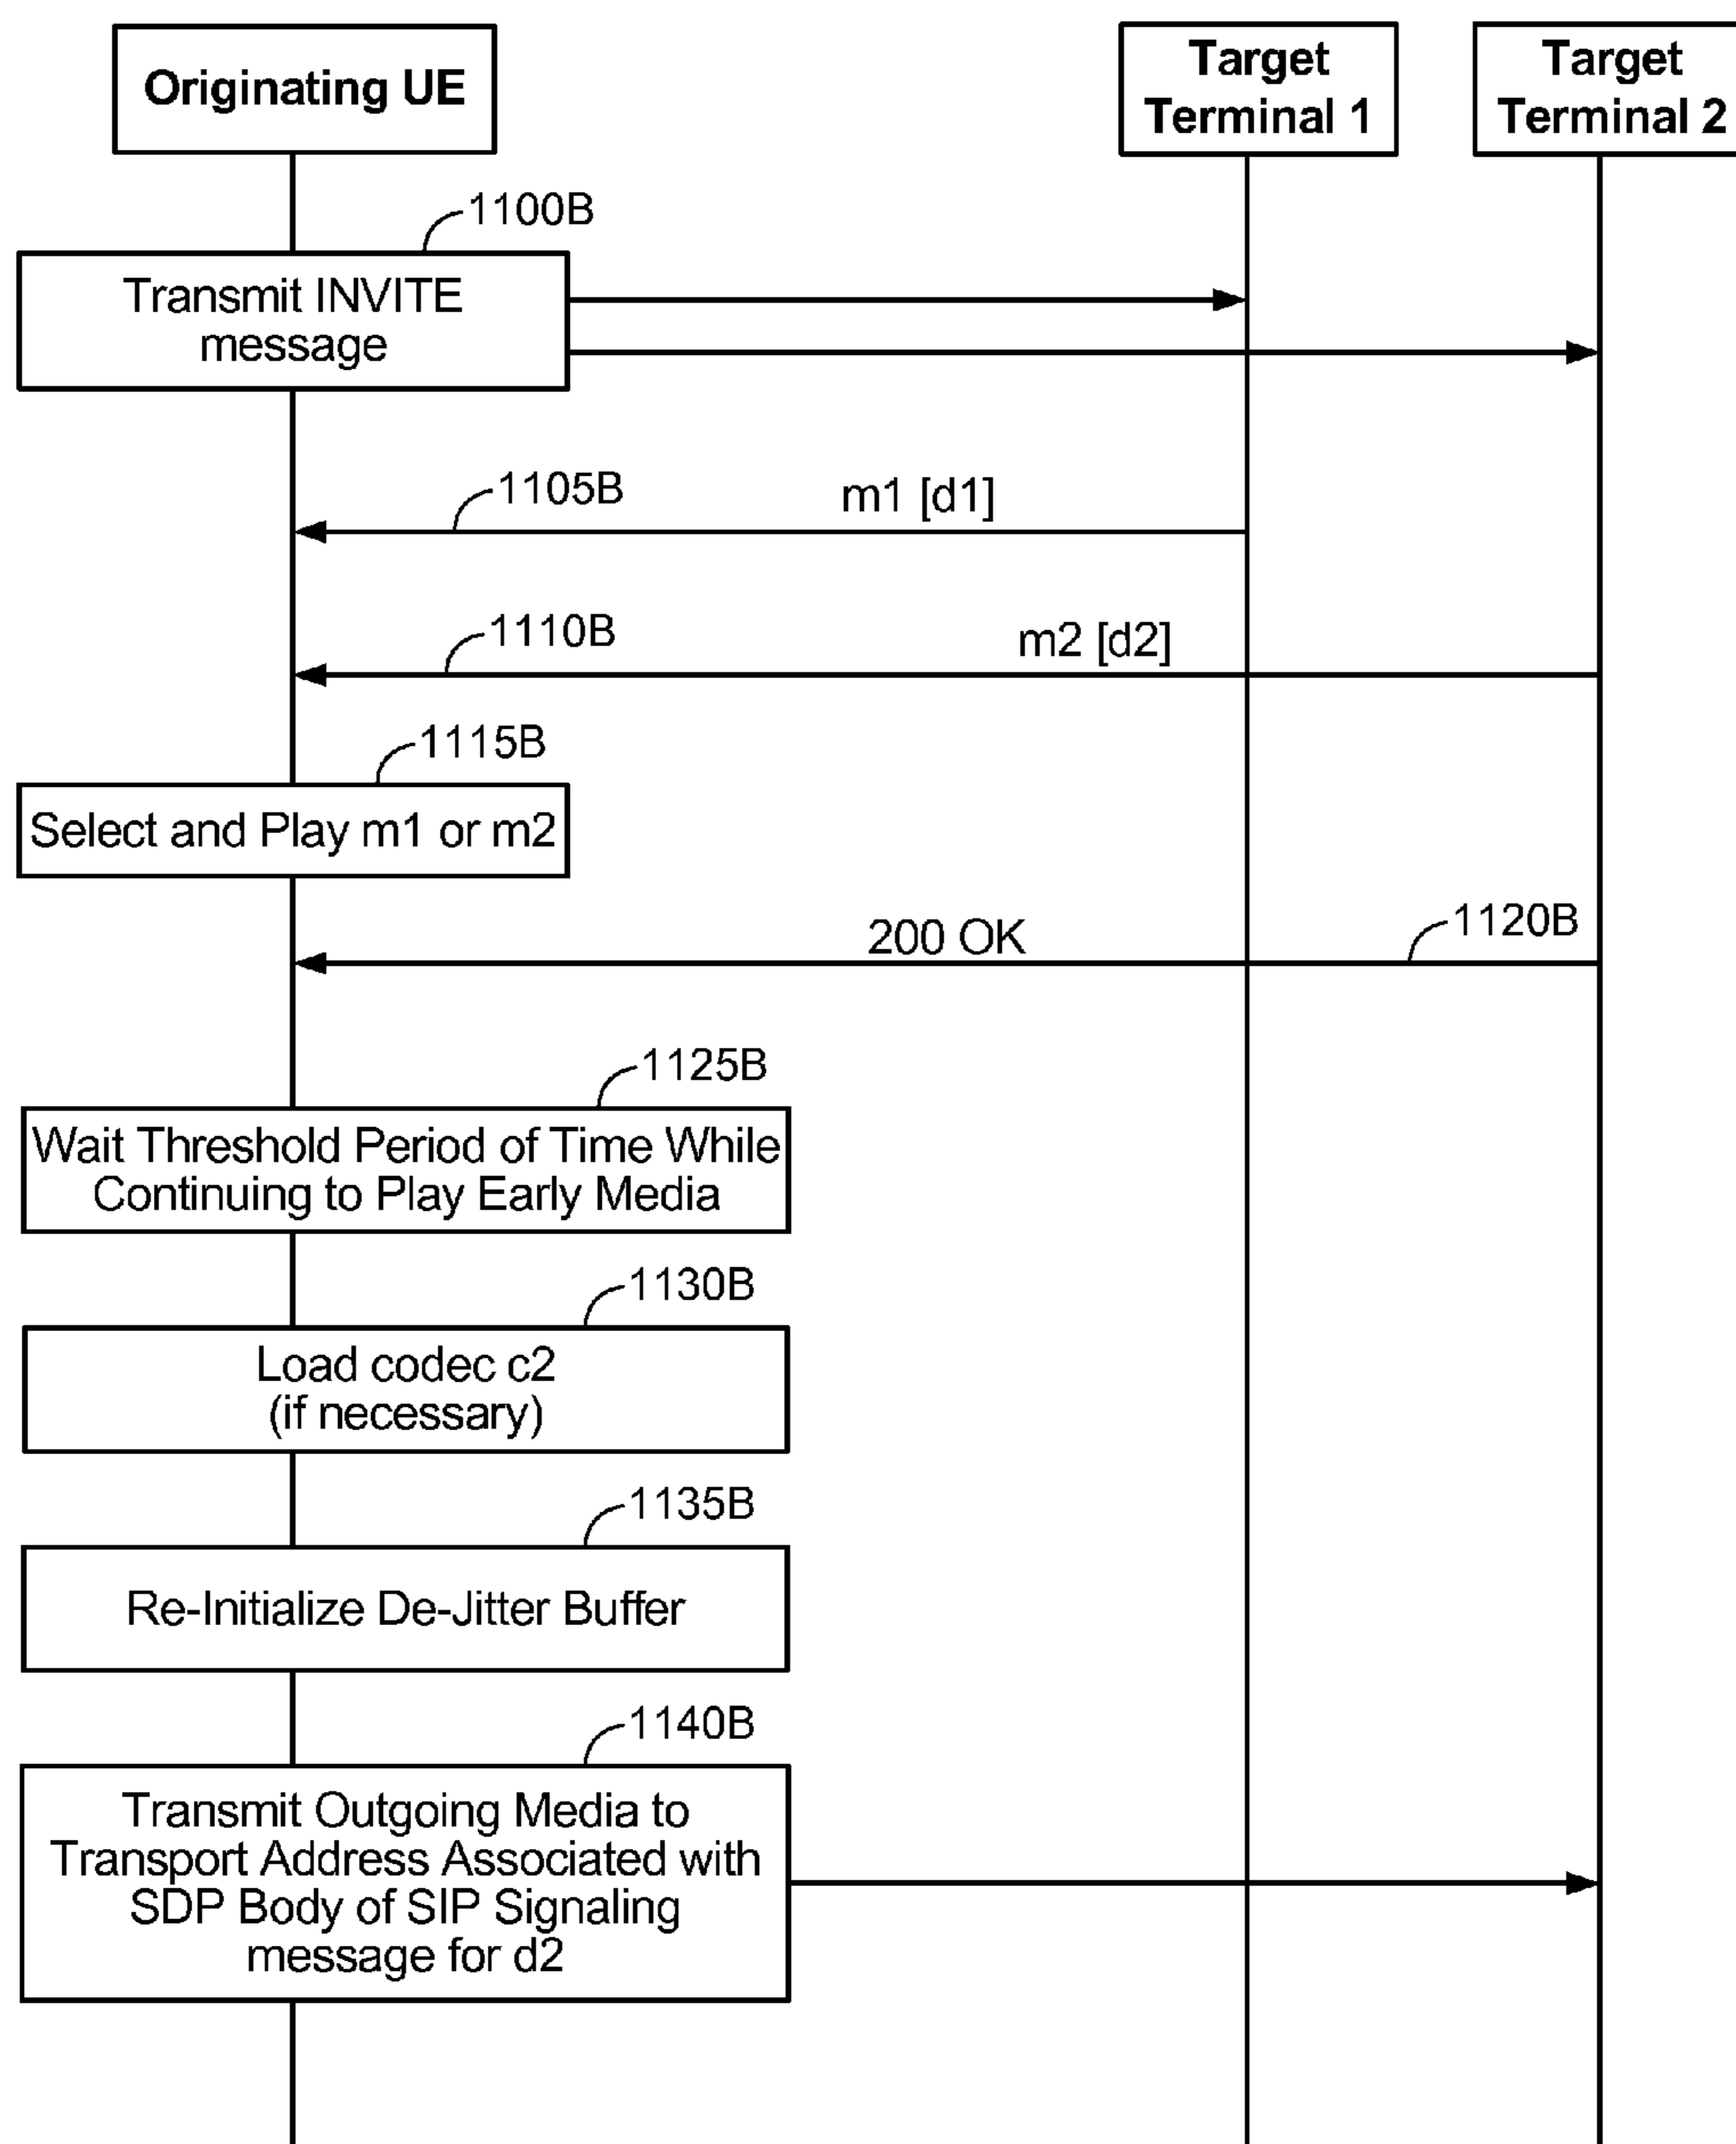 Originating UE
Target
Terminal 1
Target
Terminal 2
1100B
Transmit INVITE
message
1105B
m1 [d1]
1110B
m2 [d2]
1115B
Select and Play m1 or m2
200 OK
1120B
1125B
Wait Threshold Period of Time While
Continuing to Play Early Media
1130B
Load codec c2
(if necessary)
1135B
Re-Initialize De-Jitter Buffer
1140B
Transmit Outgoing Media to
Transport Address Associated with
SDP Body of SIP Signaling
message for d2